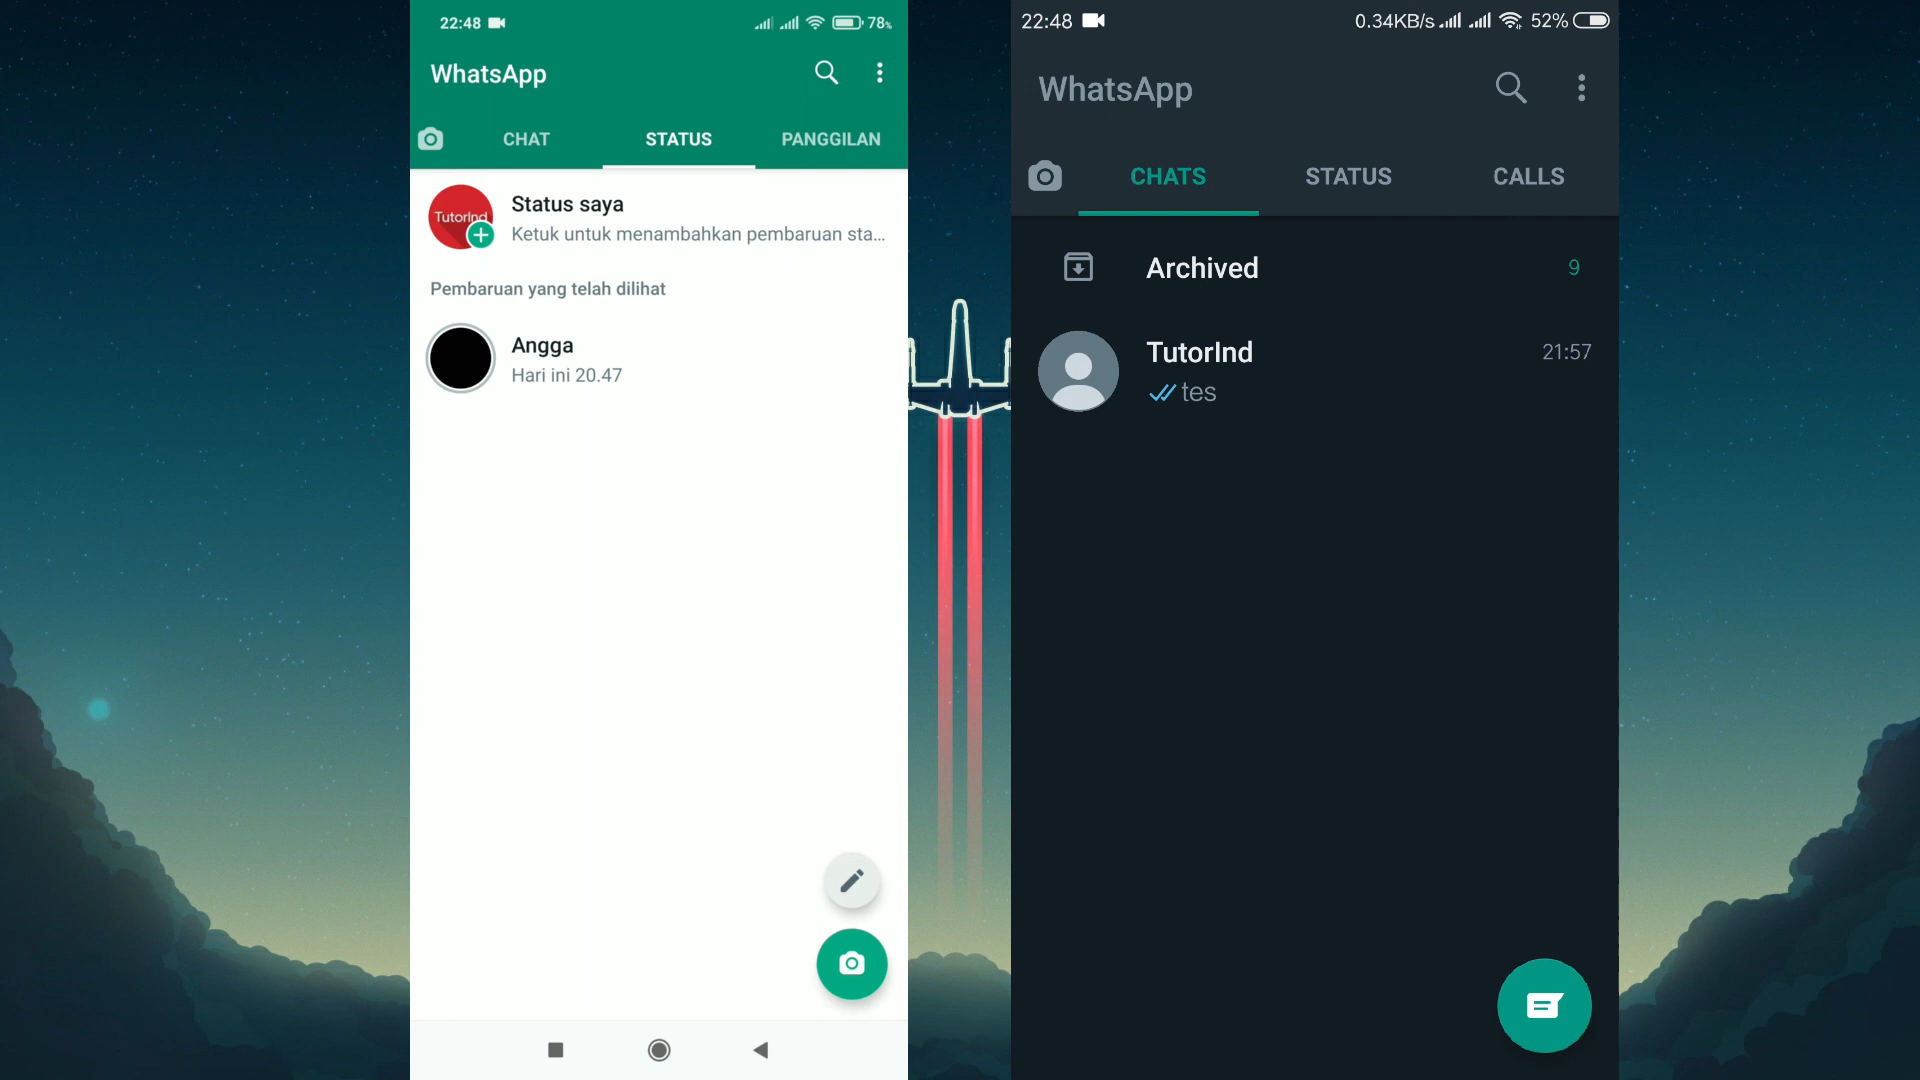 22:48
78%
WhatsApp
CHAT STATUS PANGGILAN
TutorInd
Status saya
Ketuk untuk menambahkan pembaruan sta...
Pembaruan yang telah dilihat
Angga
Hari ini 20.47
22:48
0.34KB/s 52%
WhatsApp
CHATS STATUS CALLS
Archived 9
TutorInd 21:57
tes